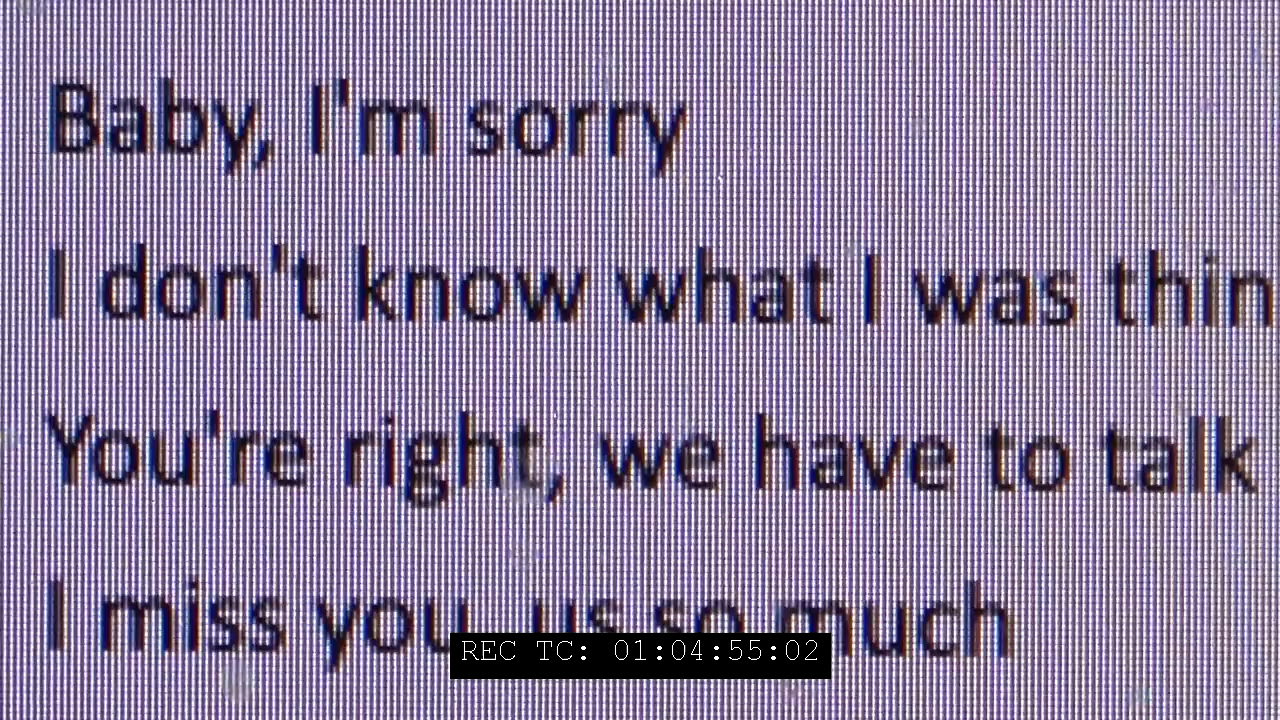 Baby, I'm sorry
I don't know what I was thin
You're right, we have to talk
I miss you, us so much
REC TC: 01:04:55:02